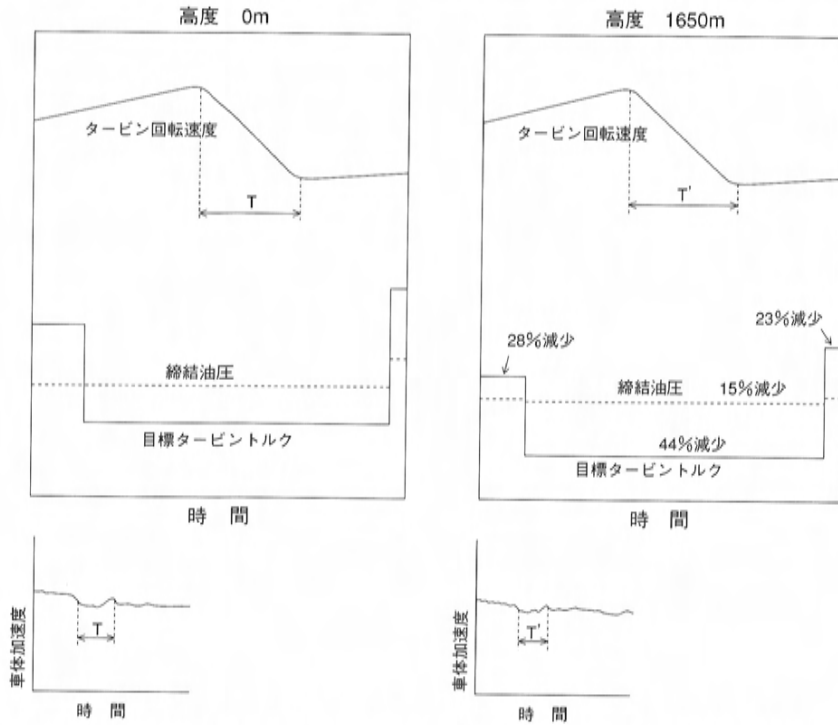 高度 0m
タービン回転速度
T
締結油圧
目標タービントルク
時 間
車体加速度
T
時 間
高度 1650m
タービン回転速度
T'
23%減少
28%減少
締結油圧 15%減少
44%減少
目標タービントルク
時 間
車体加速度
T'
時 間